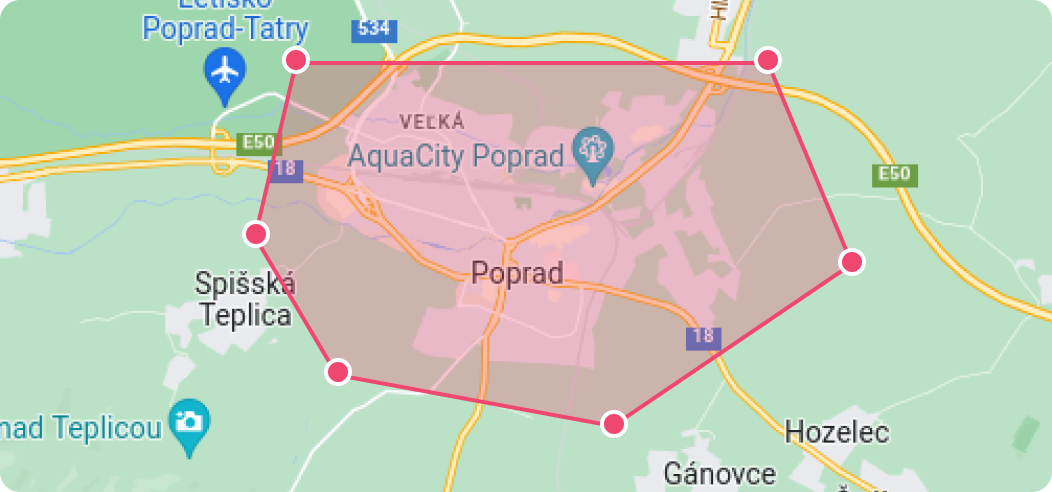 Letisko
Poprad-Tatry
534
VEĽKÁ
E50
AquaCity Poprad
18
E50
Poprad
Spišská
Teplica
18
nad Teplicou
Hozelec
Gánovce